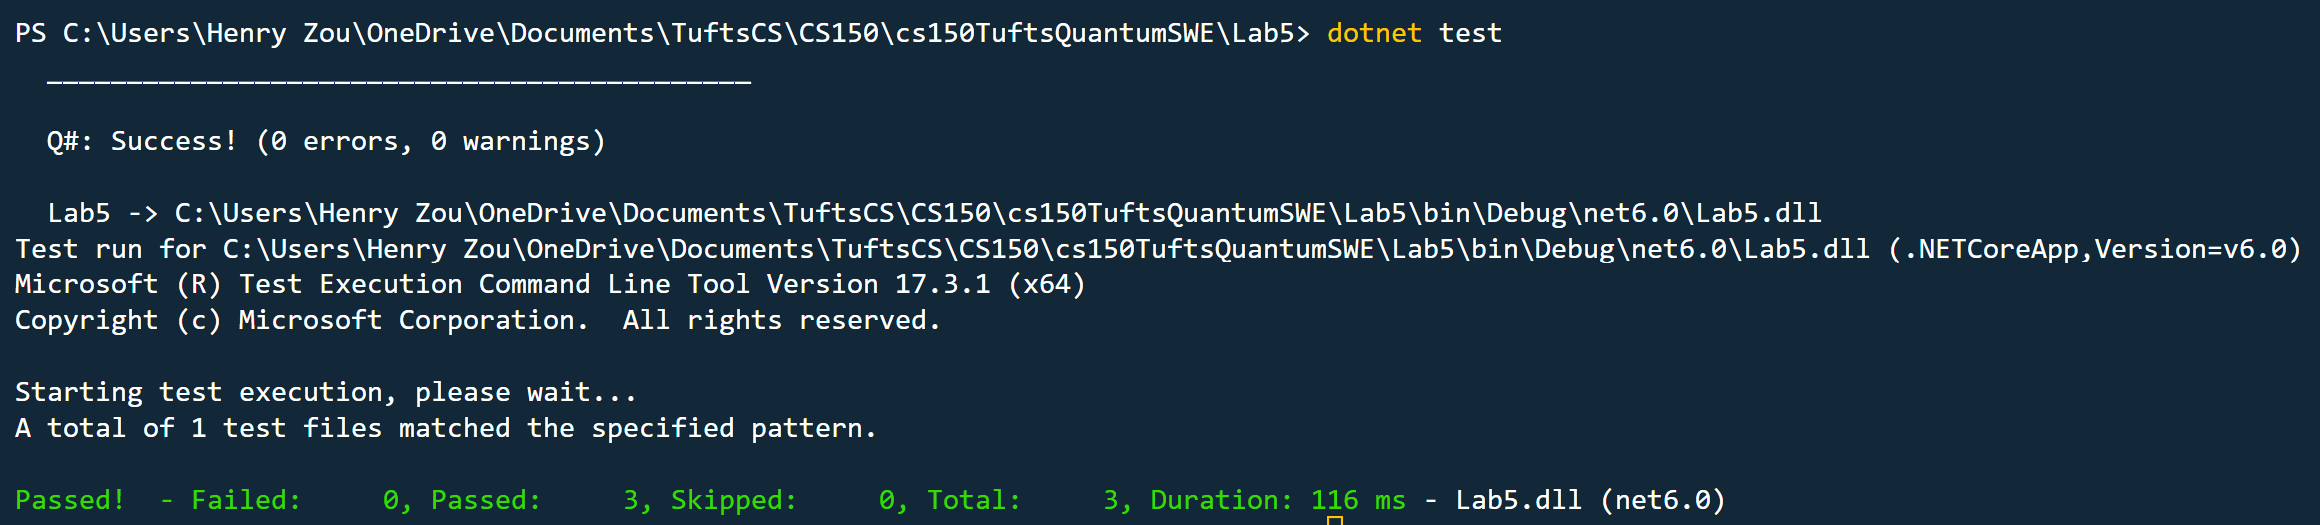 PS C:\Users\Henry Zou\OneDrive\Documents\TuftsCS\CS150\cs150TuftsQuantumSWE\Lab5> dotnet test
____________________________________________
Q#: Success! (0 errors, 0 warnings)
Lab5 -> C:\Users\Henry Zou\OneDrive\Documents\TuftsCS\CS150\cs150TuftsQuantumSWE\Lab5\bin\Debug\net6.0\Lab5.dll
Test run for C:\Users\Henry Zou\OneDrive\Documents\TuftsCS\CS150\cs150TuftsQuantumSWE\Lab5\bin\Debug\net6.0\Lab5.dll (.NETCoreApp,Version=v6.0)
Microsoft (R) Test Execution Command Line Tool Version 17.3.1 (x64)
Copyright (c) Microsoft Corporation.  All rights reserved.
Starting test execution, please wait...
A total of 1 test files matched the specified pattern.
Passed!  - Failed:     0, Passed:     3, Skipped:     0, Total:     3, Duration: 116 ms - Lab5.dll (net6.0)